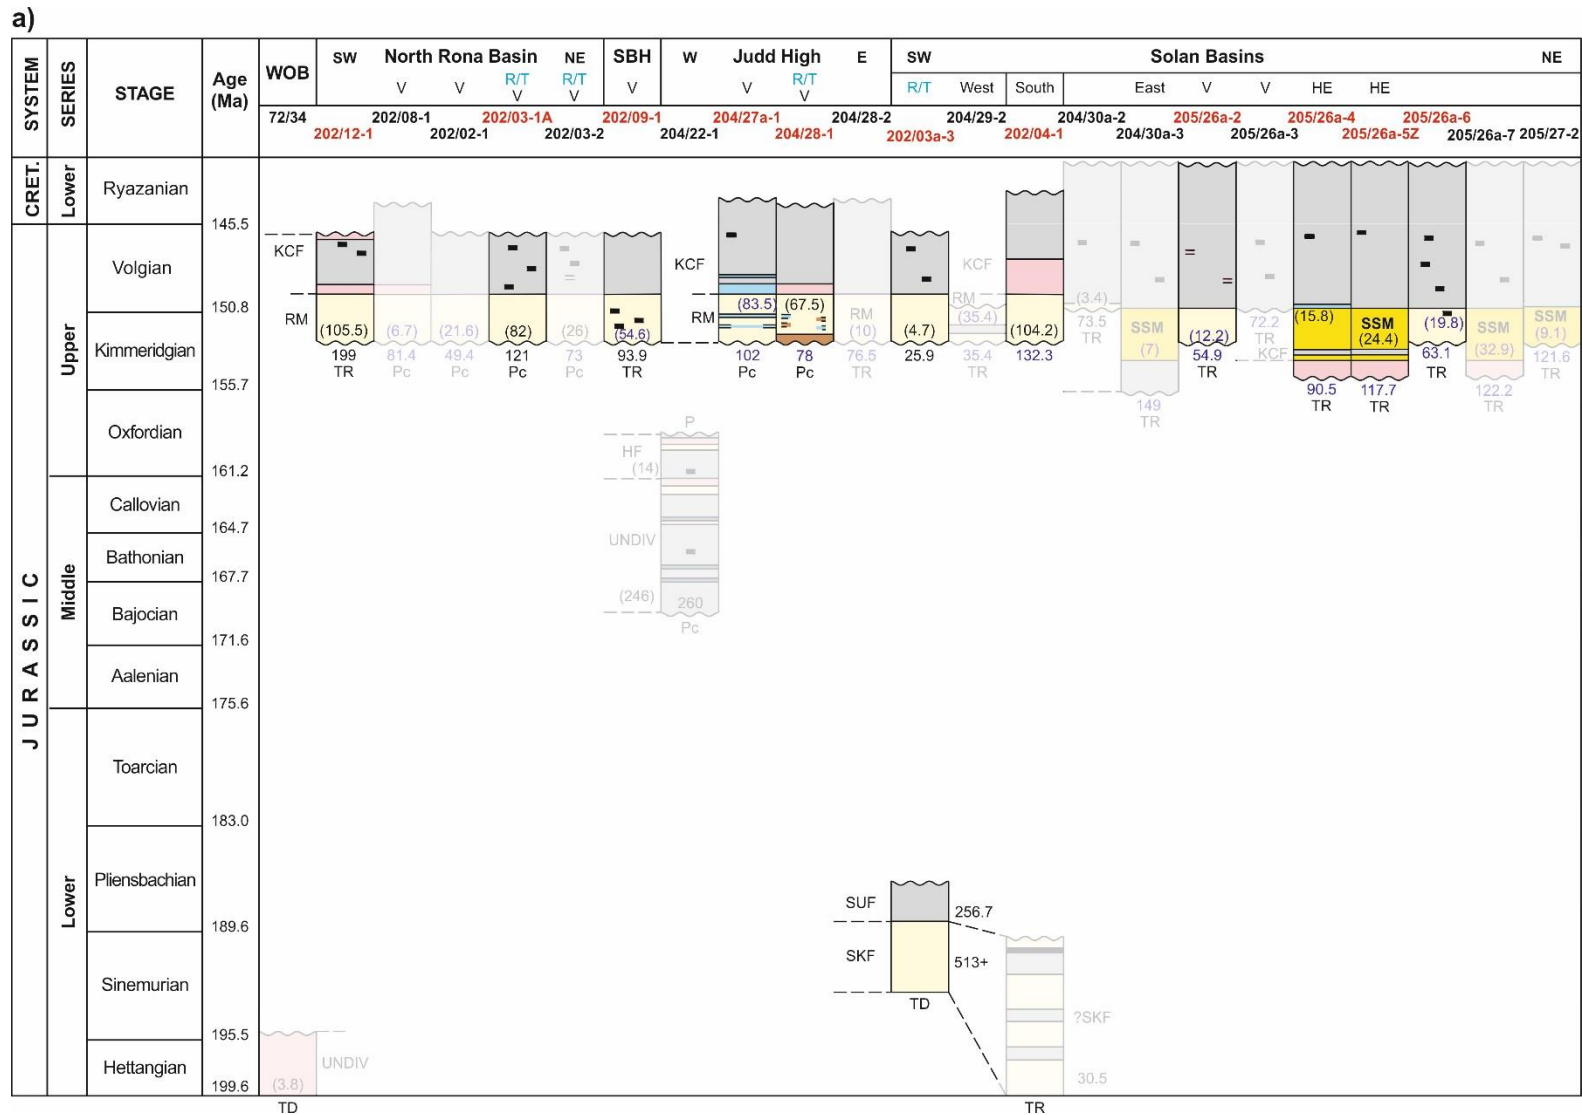 a)
SYSTEM
SERIES
STAGE
Age
(Ma)
WOB
SW North Rona Basin NE
SBH
W Judd High E
SW Solan Basins NE
V V R/T V R/T V
V
V R/T V
R/T West South East V V HE HE
72/34 202/08-1 202/03-1A 202/09-1 204/27a-1 204/28-2 204/29-2 204/30a-2 205/26a-2 205/26a-4 205/26a-6
202/12-1 202/02-1 202/03-2 204/22-1 204/28-1 202/03a-3 202/04-1 204/30a-3 205/26a-3 205/26a-5Z 205/26a-7 205/27-2
CRET.
Lower
Ryazanian
145.5
JURASSIC
Upper
Volgian
150.8
Kimmeridgian
155.7
Oxfordian
161.2
Middle
Callovian
164.7
Bathonian
167.7
Bajocian
171.6
Aalenian
175.6
Lower
Toarcian
183.0
Pliensbachian
189.6
Sinemurian
195.5
Hettangian
199.6
KCF KCF KCF
RM RM RM RM
(105.5) (6.7) (21.6) (82) (26) (54.6) (83.5) (67.5) (10) (4.7) (35.4) (104.2) (3.4) SSM (7) (12.2) (15.8) SSM (24.4) (19.8) SSM (32.9) SSM (9.1)
199 81.4 49.4 121 73 93.9 102 78 76.5 25.9 35.4 132.3 73.5 149 54.9 72.2 KCF 90.5 117.7 63.1 122.2 121.6
TR Pc Pc Pc Pc TR Pc Pc TR TR TR TR TR TR TR TR TR TR TR
P
HF
(14)
UNDIV
(246) 260
Pc
SUF 256.7
SKF 513+
TD
?SKF
30.5
TR
UNDIV
(3.8)
TD